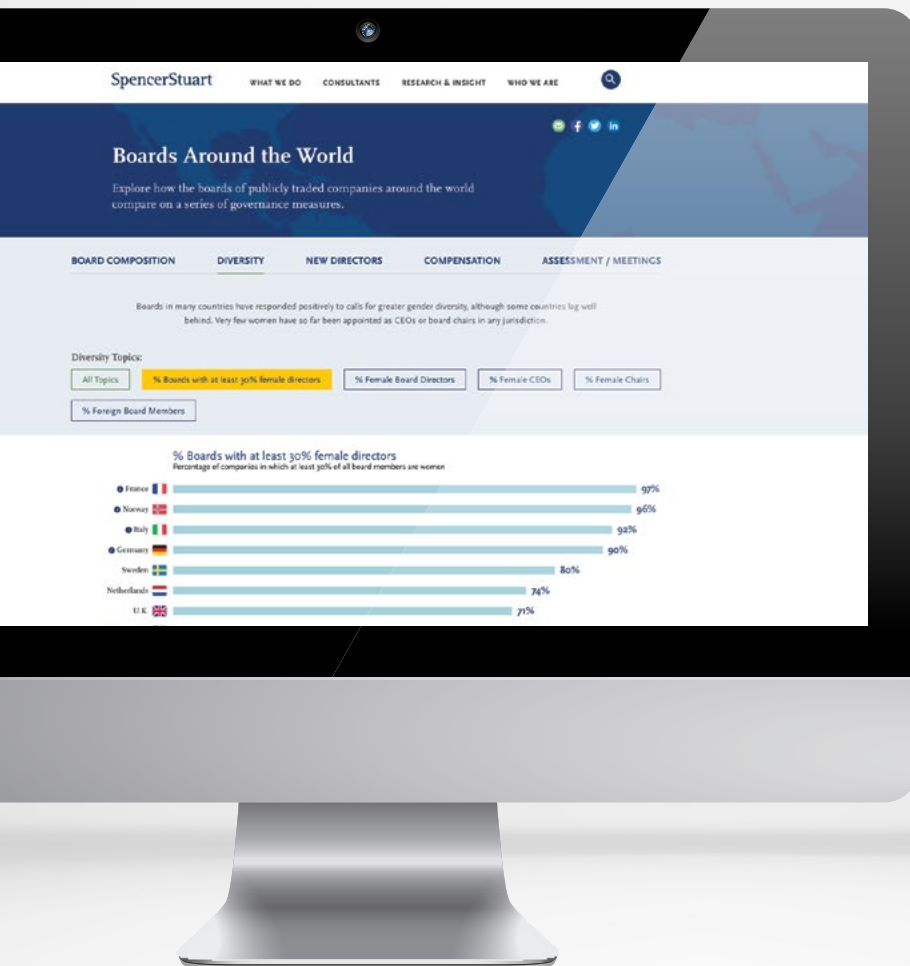 SpencerStuart
WHAT WE DO CONSULTANTS RESEARCH & INSIGHT WHO WE ARE
Boards Around the World
Explore how the boards of publicly traded companies around the world
compare on a series of governance measures.
BOARD COMPOSITION DIVERSITY NEW DIRECTORS COMPENSATION ASSESSMENT / MEETINGS
Boards in many countries have responded positively to calls for greater gender diversity, although some countries lag well
behind. Very few women have so far been appointed as CEOs or board chairs in any jurisdiction.
Diversity Topics:
All Topics % Boards with at least 30% female directors % Female Board Directors % Female CEOs % Female Chairs
% Foreign Board Members
% Boards with at least 30% female directors
Percentage of companies in which at least 30% of all board members are women
France 97%
Norway 96%
Italy 92%
Germany 90%
Sweden 80%
Netherlands 74%
U.K. 71%